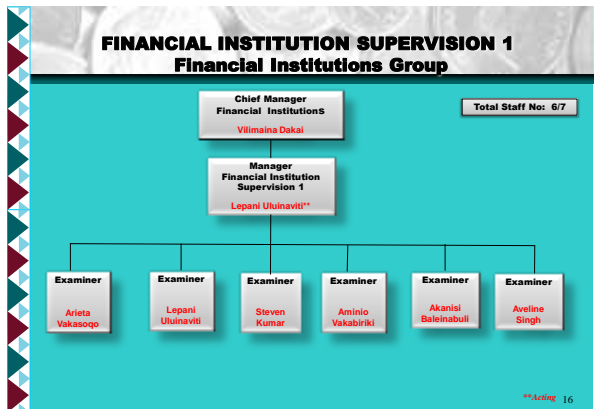 FINANCIAL INSTITUTION SUPERVISION 1
Financial Institutions Group
Chief Manager
Financial Institutions
Vilimaina Dakai
Total Staff No: 6/7
Manager
Financial Institution
Supervision 1
Lepani Uluinaviti**
Examiner
Arieta
Vakasoqo
Examiner
Lepani
Uluinaviti
Examiner
Steven
Kumar
Examiner
Aminio
Vakabiriki
Examiner
Akanisi
Baleinabuli
Examiner
Aveline
Singh
**Acting 16